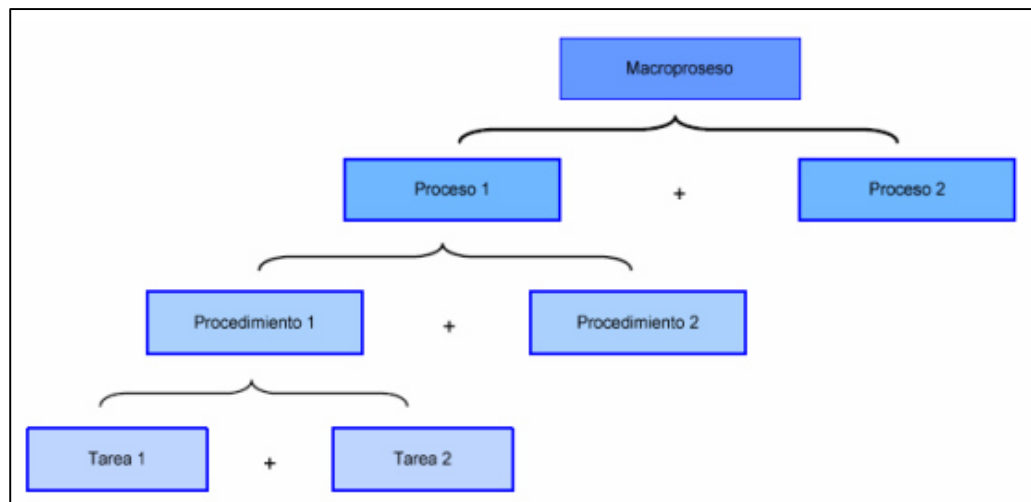 Macroproseso
Proceso 1 + Proceso 2
Procedimiento 1 + Procedimiento 2
Tarea 1 + Tarea 2